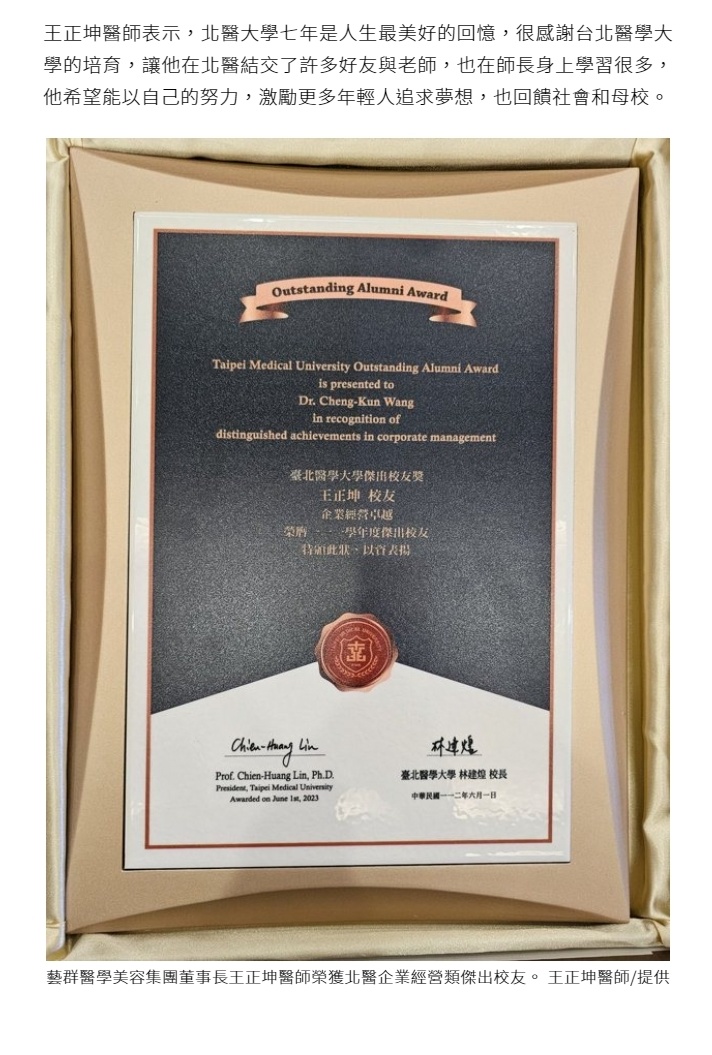 王正坤醫師表示，北醫大學七年是人生最美好的回憶，很感謝台北醫學大
學的培育，讓他在北醫結交了許多好友與老師，也在師長身上學習很多，
他希望能以自己的努力，激勵更多年輕人追求夢想，也回饋社會和母校。
Outstanding Alumni Award
Taipei Medical University Outstanding Alumni Award
is presented to
Dr. Cheng-Kun Wang
in recognition of
distinguished achievements in corporate management
臺北醫學大學傑出校友獎
王正坤 校友
企業經營卓越
榮膺一一一學年度傑出校友
特頒此狀，以資表揚
Chien-Huang Lin
林建煌
Prof. Chien-Huang Lin, Ph.D.
President, Taipei Medical University
Awarded on June 1st, 2023
臺北醫學大學 林建煌 校長
中華民國一一二年六月一日
藝群醫學美容集團董事長王正坤醫師榮獲北醫企業經營類傑出校友。 王正坤醫師/提供